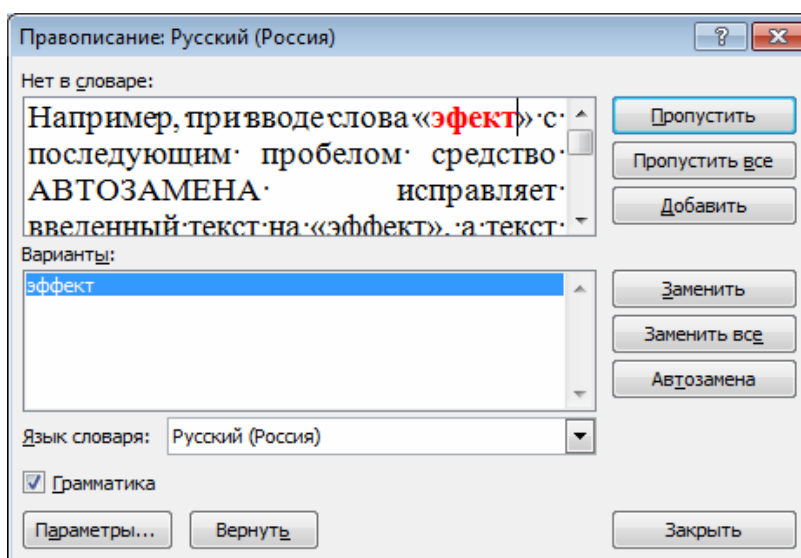 Правописание: Русский (Россия)
Нет в словаре:
Например, при вводе слова «эфект» с
последующим пробелом средство
АВТОЗАМЕНА исправляет
введенный текст на «эффект», а текст
Пропустить
Пропустить все
Добавить
Варианты:
эффект
Заменить
Заменить все
Автозамена
Язык словаря: Русский (Россия)
Грамматика
Параметры... Вернуть Закрыть